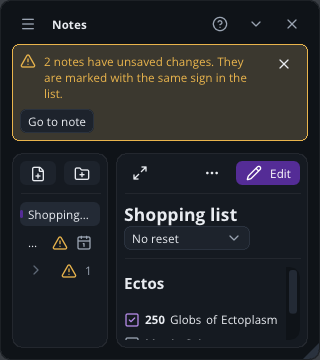 Notes
2 notes have unsaved changes. They
are marked with the same sign in the
list.
Go to note
Edit
Shopping...
...
1
Shopping list
No reset
Ectos
250 Globs of Ectoplasm